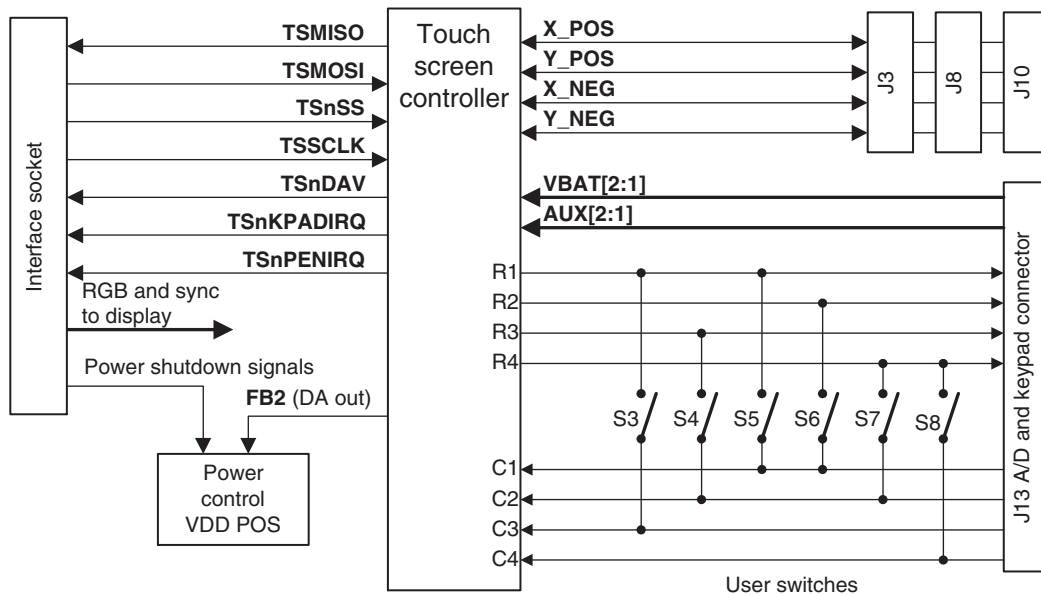 Interface socket
TSMISO
TSMOSI
TSnSS
TSSCLK
TSnDAV
TSnKPADIRQ
TSnPENIRQ
RGB and sync
to display
Power shutdown signals
FB2 (DA out)
Power
control
VDD POS
Touch
screen
controller
X_POS
Y_POS
X_NEG
Y_NEG
J3
J8
J10
VBAT[2:1]
AUX[2:1]
R1
R2
R3
R4
S3
S4
S5
S6
S7
S8
C1
C2
C3
C4
J13 A/D and keypad connector
User switches